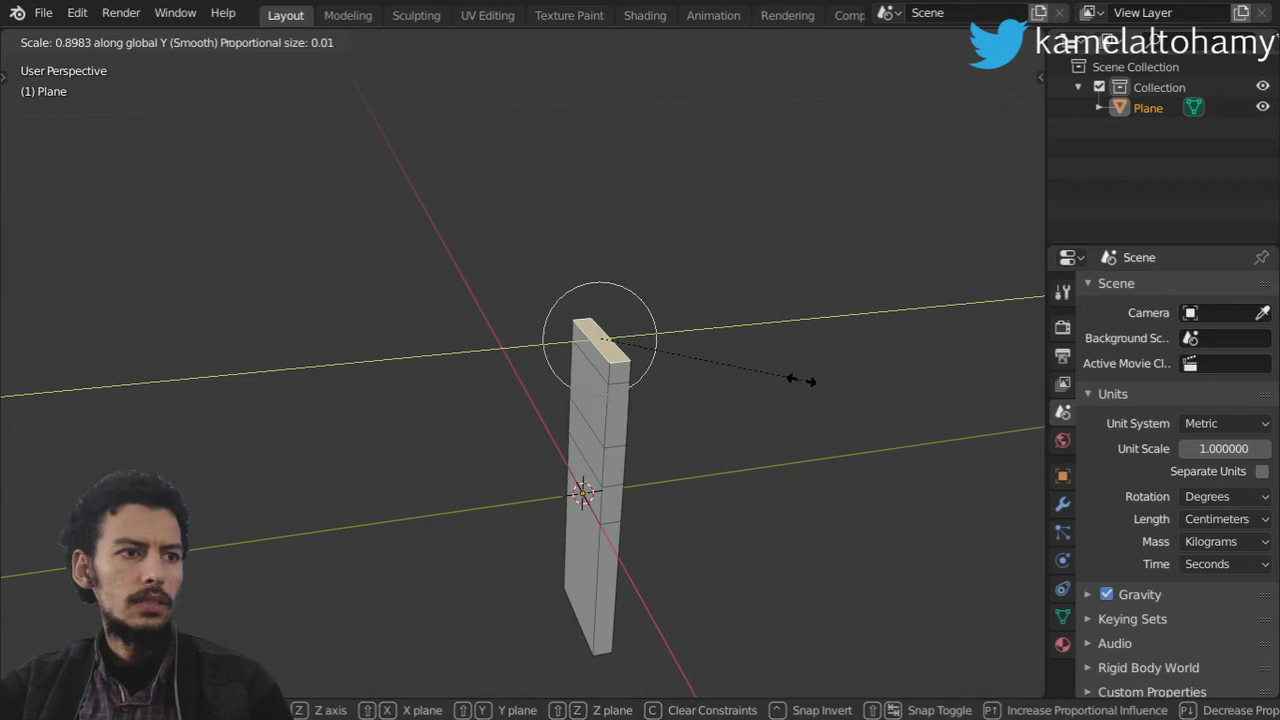 File Edit Render Window Help Layout Modeling Sculpting UV Editing Texture Paint Shading Animation Rendering Comp Scene View Layer
kamelaltohamy
Scale: 0.8983 along global Y (Smooth) Proportional size: 0.01
User Perspective
(1) Plane
Scene Collection
Collection
Plane
Scene
Scene
Camera
Background Sc..
Active Movie Cl..
Units
Unit System Metric
Unit Scale 1.000000
Separate Units
Rotation Degrees
Length Centimeters
Mass Kilograms
Time Seconds
Gravity
Keying Sets
Audio
Rigid Body World
Custom Properties
Z Z axis X X plane Y Y plane Z Z plane C Clear Constraints Snap Invert Snap Toggle P↑ Increase Proportional Influence P↓ Decrease Prop